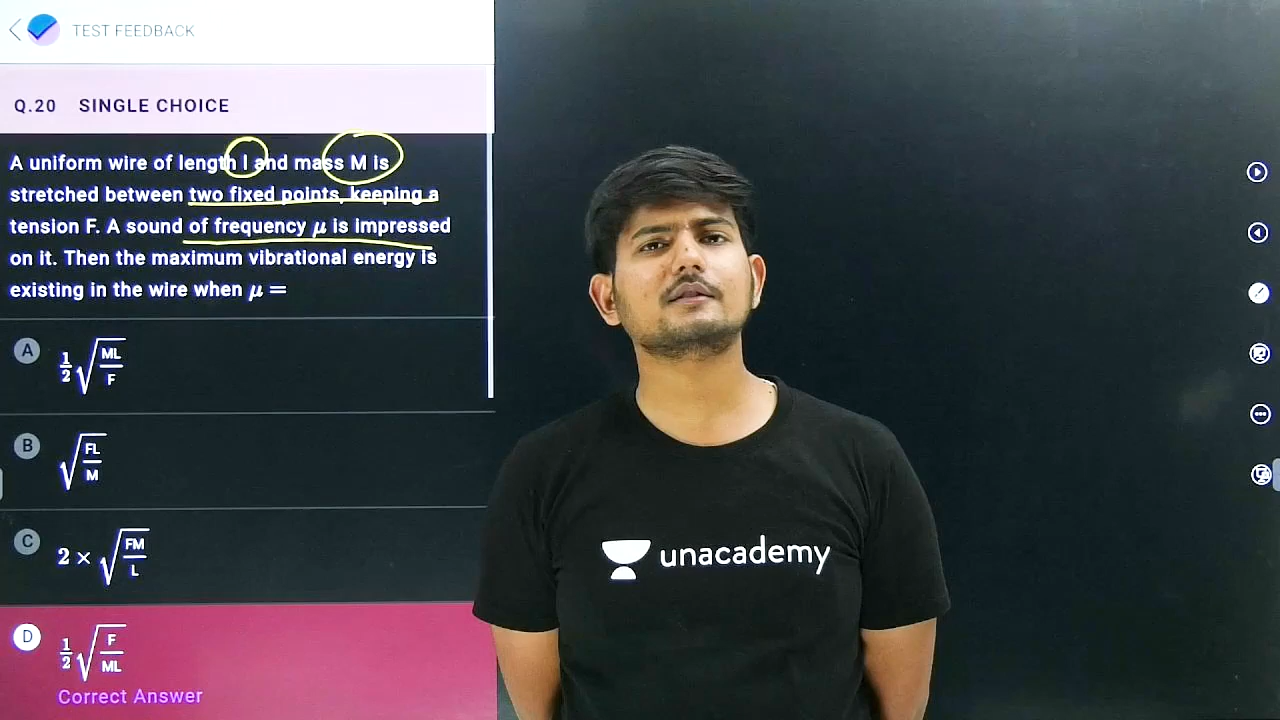 TEST FEEDBACK
Q.20 SINGLE CHOICE
A uniform wire of length l and mass M is
stretched between two fixed points, keeping a
tension F. A sound of frequency μ is impressed
on it. Then the maximum vibrational energy is
existing in the wire when μ =
A 1/2 √(ML/F)
B √(FL/M)
C 2 × √(FM/L)
D 1/2 √(F/ML)
Correct Answer
unacademy